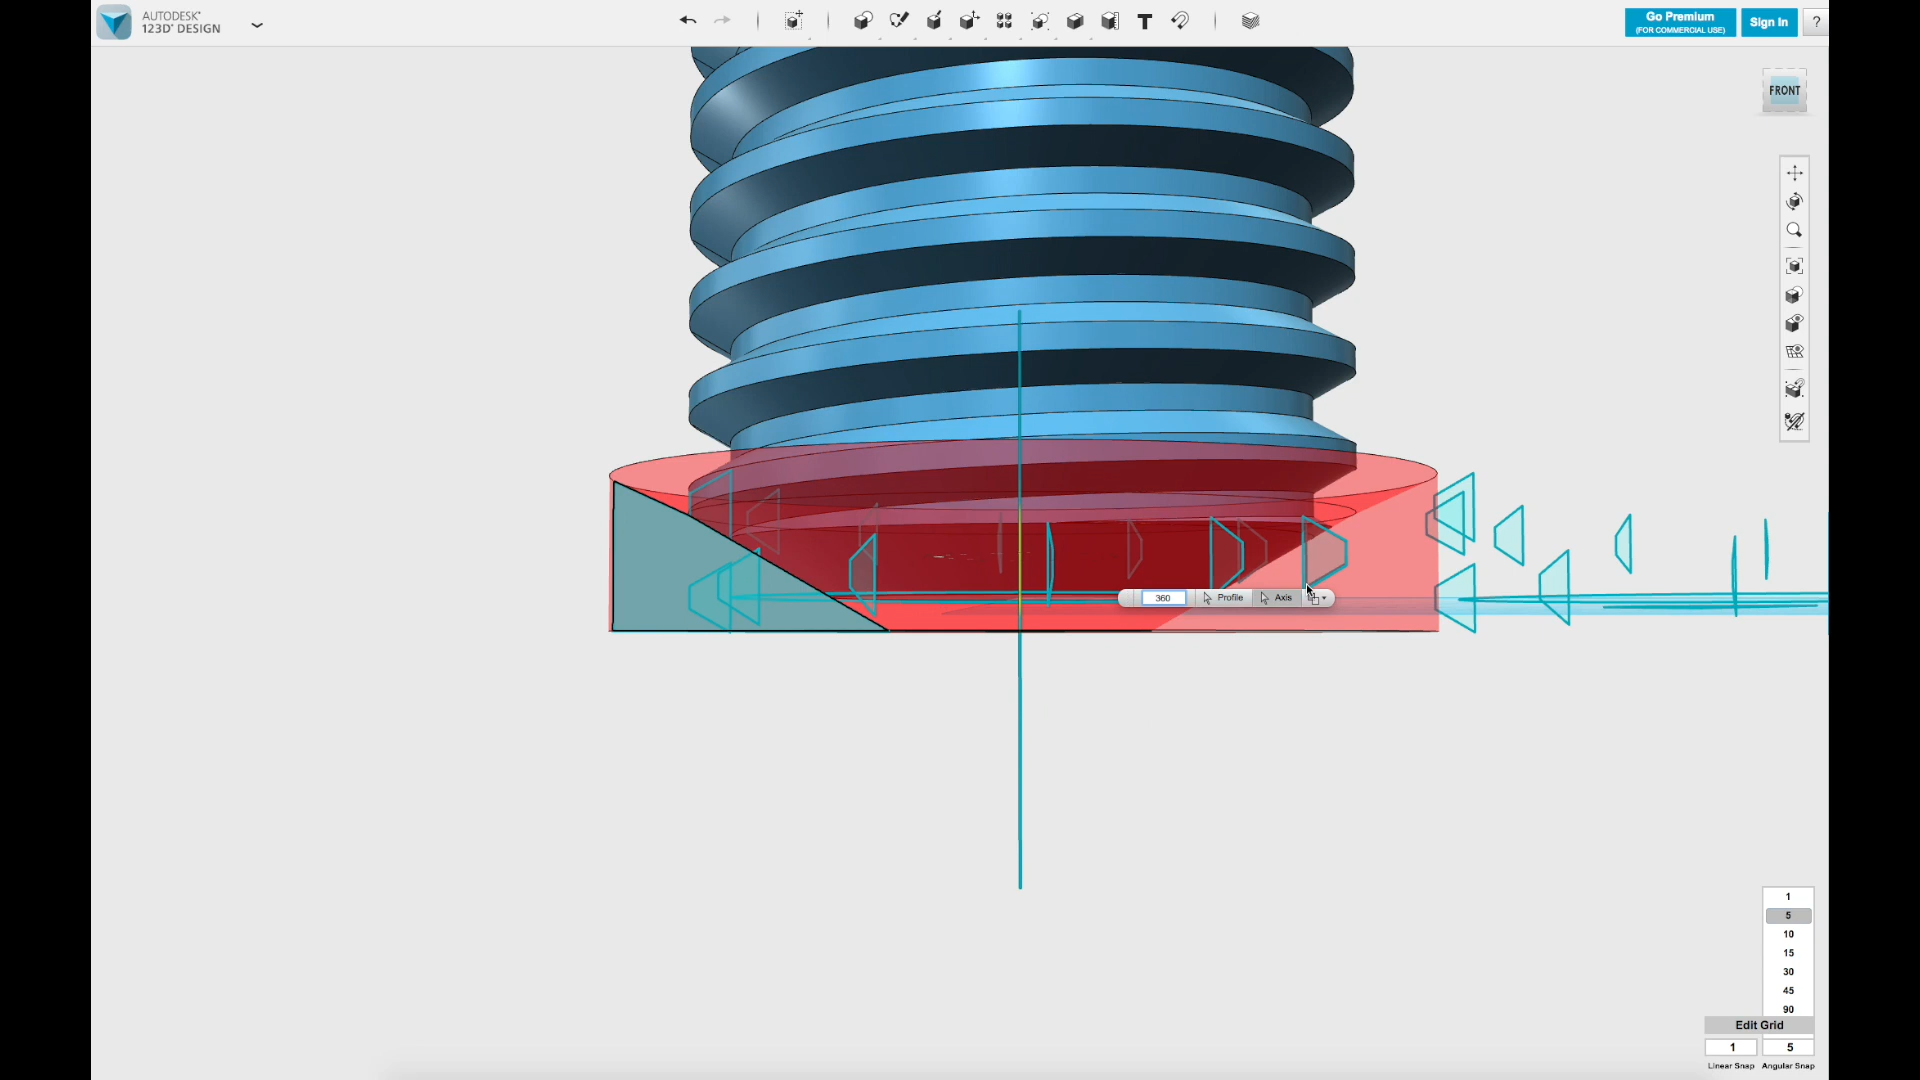 AUTODESK®
123D® DESIGN
Go Premium
(FOR COMMERCIAL USE)
Sign In
?
FRONT
360
Profile
Axis
1
5
10
15
30
45
90
Edit Grid
1
5
Linear Snap
Angular Snap